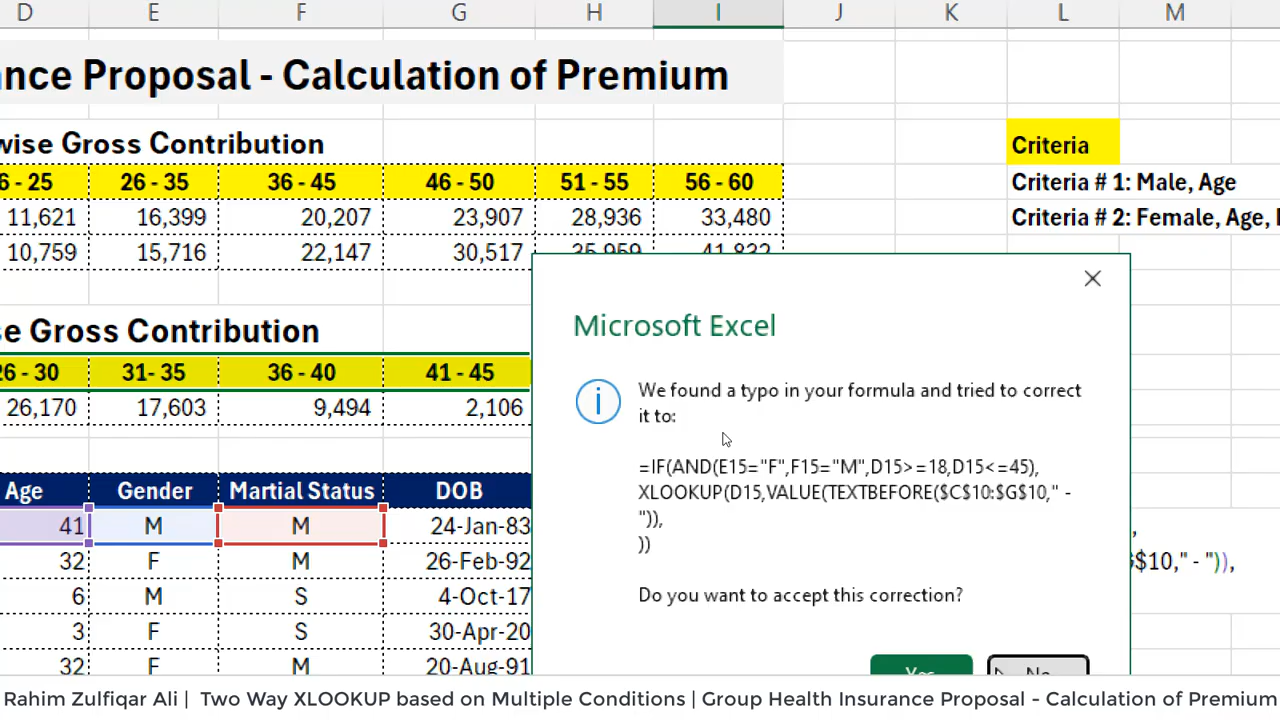 D E F G H I J K L M
nce Proposal - Calculation of Premium
wise Gross Contribution
Criteria
6 - 25 26 - 35 36 - 45 46 - 50 51 - 55 56 - 60 Criteria # 1: Male, Age
11,621 16,399 20,207 23,907 28,936 33,480 Criteria # 2: Female, Age,
10,759 15,716 22,147 30,517 35,959 41,832
se Gross Contribution
Microsoft Excel
26 - 30 31- 35 36 - 40 41 - 45
26,170 17,603 9,494 2,106
We found a typo in your formula and tried to correct
it to:
=IF(AND(E15="F",F15="M",D15>=18,D15<=45),
XLOOKUP(D15,VALUE(TEXTBEFORE($C$10:$G$10," -
")),
))
Do you want to accept this correction?
Yes No
Age Gender Martial Status DOB
41 M M 24-Jan-83 ,
32 F M 26-Feb-92 G$10," - ")),
6 M S 4-Oct-17
3 F S 30-Apr-20
32 F M 20-Aug-91
Rahim Zulfiqar Ali | Two Way XLOOKUP based on Multiple Conditions | Group Health Insurance Proposal - Calculation of Premium